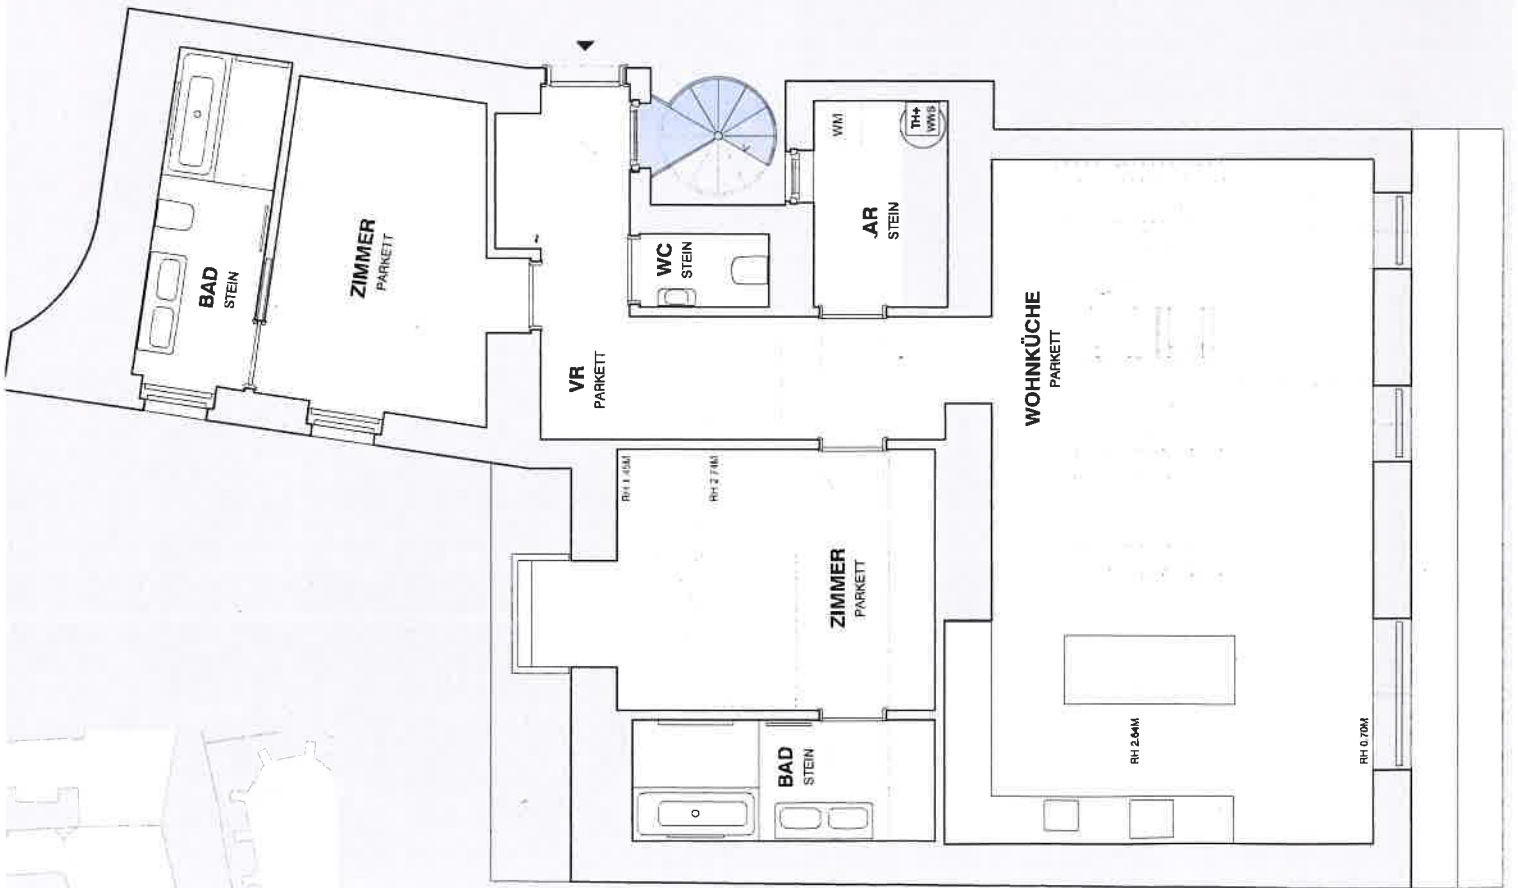 BAD
STEIN
ZIMMER
PARKETT
WC
STEIN
WM
TH+
WWS
AR
STEIN
VR
PARKETT
WOHNKÜCHE
PARKETT
RH 1.45M
RH 2.74M
ZIMMER
PARKETT
BAD
STEIN
RH 2.64M
RH 0.70M